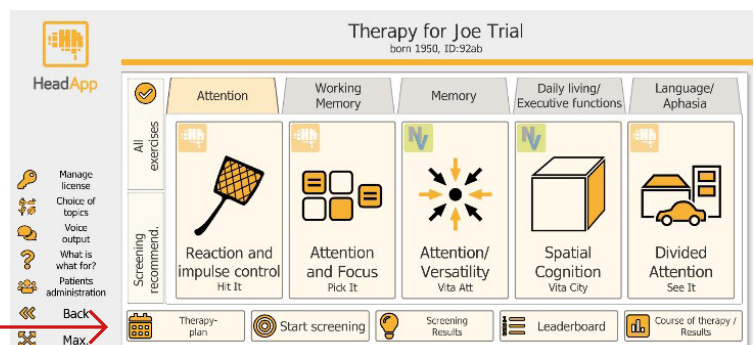 Therapy for Joe Trial
born 1950, ID:92ab
HeadApp
Manage
license
Choice of
topics
Voice
output
What is
what for?
Patients
administration
Back
Max.
All
exercises
Screening
recommend.
Attention
Working
Memory
Memory
Daily living/
Executive functions
Language/
Aphasia
Reaction and
impulse control
Hit It
Attention
and Focus
Pick It
NV
Attention/
Versatility
Vita Att
NV
Spatial
Cognition
Vita City
Divided
Attention
See It
Therapy-
plan
Start screening
Screening
Results
Leaderboard
Course of therapy /
Results